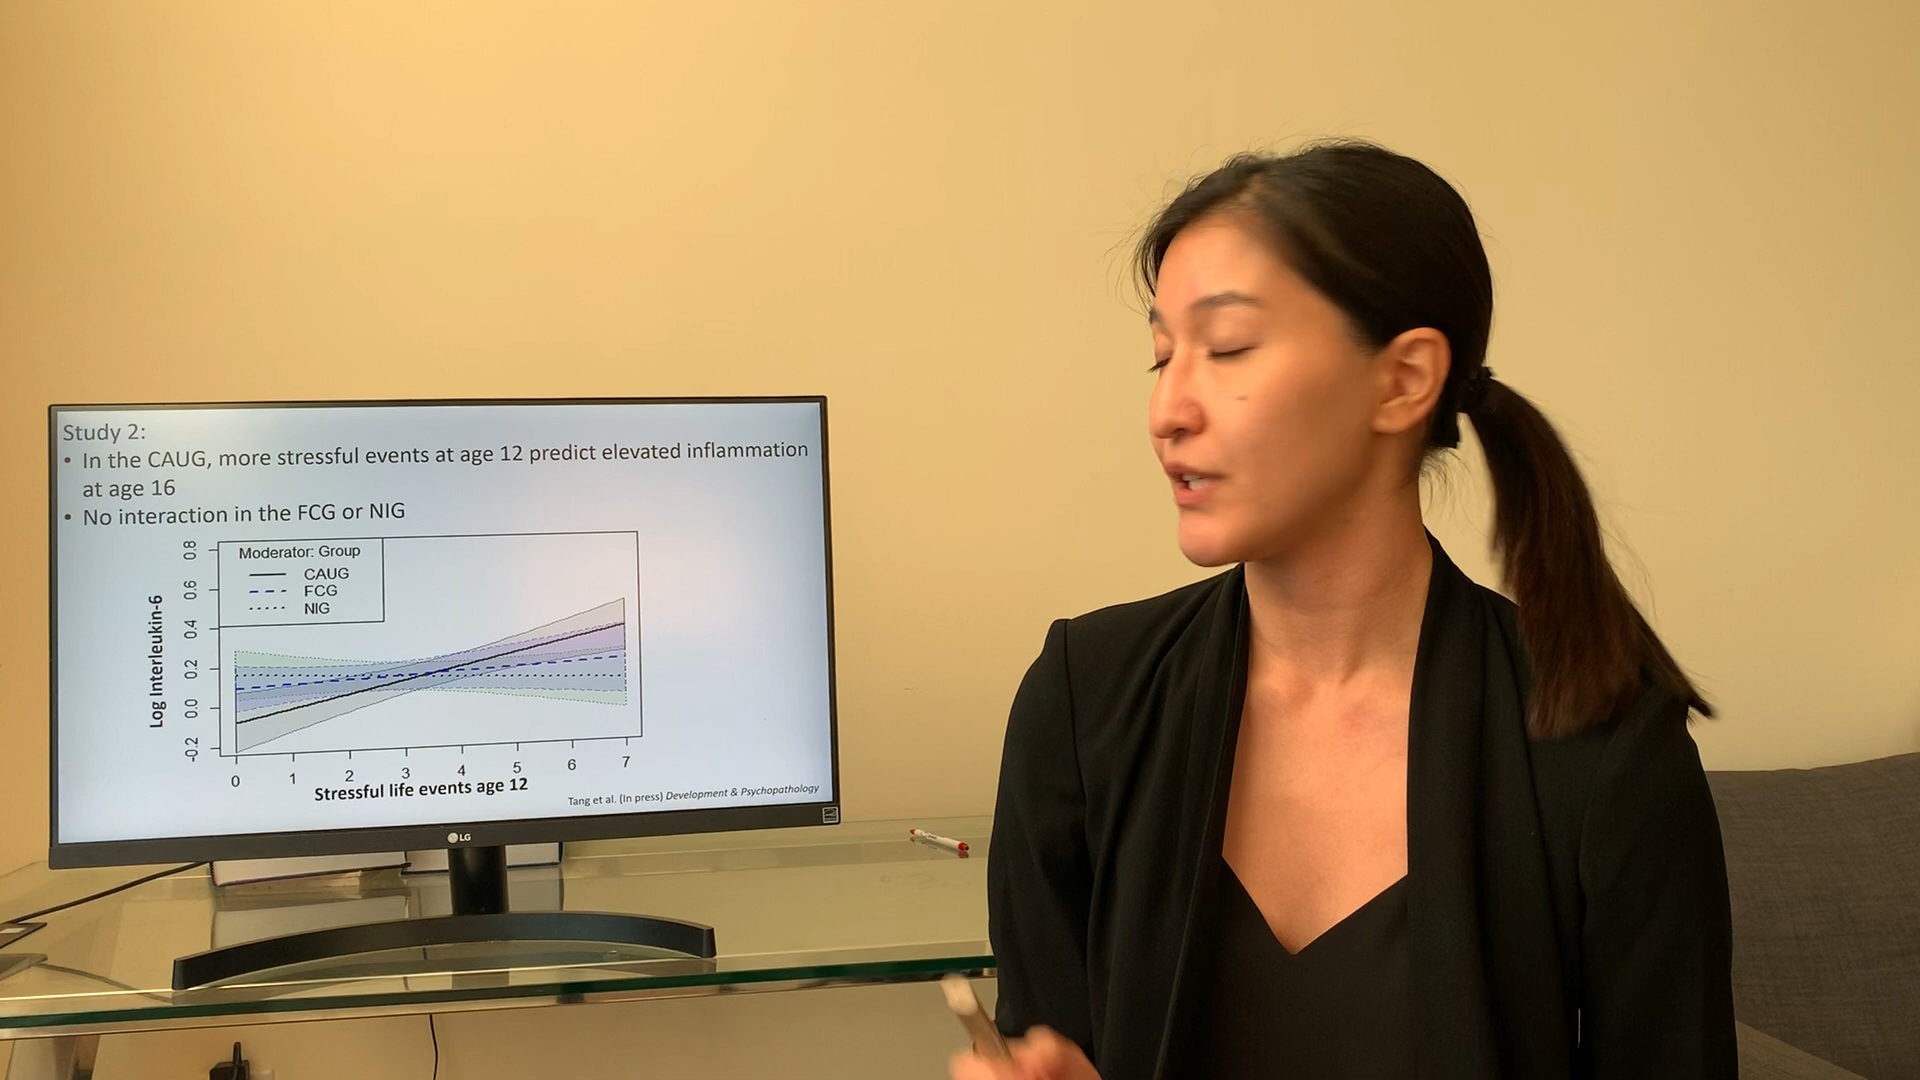 Study 2:
• In the CAUG, more stressful events at age 12 predict elevated inflammation
at age 16
• No interaction in the FCG or NIG
Moderator: Group
CAUG
FCG
NIG
Log Interleukin-6
0.8
0.6
0.4
0.2
0.0
-0.2
0 1 2 3 4 5 6 7
Stressful life events age 12
Tang et al. (In press) Development & Psychopathology
LG